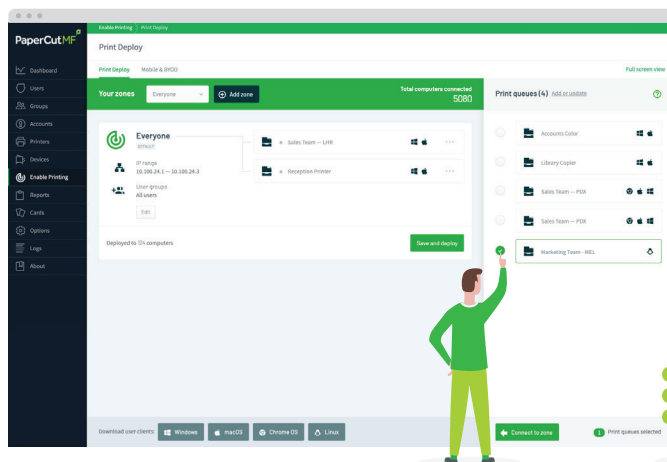 Enable Printing Print Deploy
PaperCutMF
Print Deploy
Print Deploy Mobile & BYOD Full screen view
Dashboard
Users
Groups
Accounts
Printers
Devices
Enable Printing
Reports
Cards
Options
Logs
About
Your zones Everyone Add zone
Total computers connected
5080
Everyone
DEFAULT
IP range
10.100.24.1 — 10.100.24.3
User groups
All users
Edit
Sales Team — LHR
Reception Printer
Deployed to 124 computers
Save and deploy
Print queues (4) Add or update
Accounts Color
Library Copier
Sales Team — PDX
Sales Team — PDX
Marketing Team - MEL
Download user clients: Windows macOS Chrome OS Linux
Connect to zone
Print queues selected